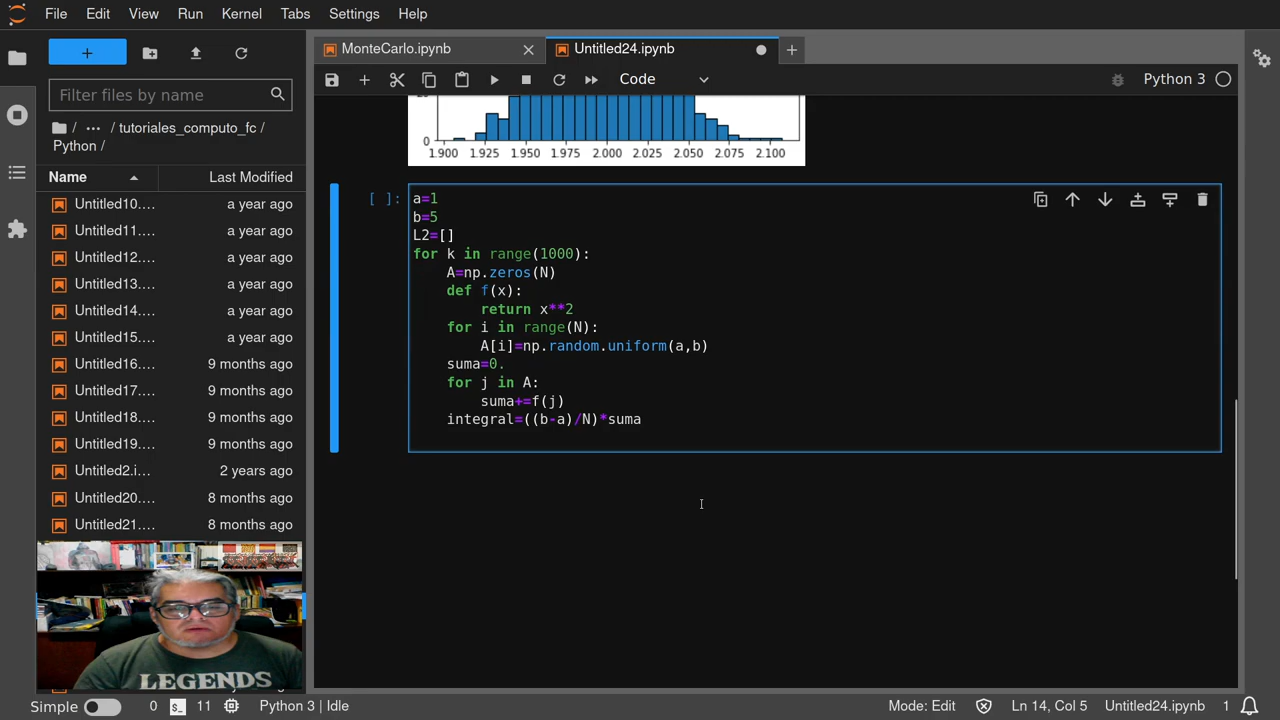 File Edit View Run Kernel Tabs Settings Help
MonteCarlo.ipynb
Untitled24.ipynb
Code
Python 3
Filter files by name
/ ... / tutoriales_computo_fc /
Python /
Name Last Modified
Untitled10.... a year ago
Untitled11.... a year ago
Untitled12.... a year ago
Untitled13.... a year ago
Untitled14.... a year ago
Untitled15.... a year ago
Untitled16.... 9 months ago
Untitled17.... 9 months ago
Untitled18.... 9 months ago
Untitled19.... 9 months ago
Untitled2.i... 2 years ago
Untitled20.... 8 months ago
Untitled21.... 8 months ago
0
1.900 1.925 1.950 1.975 2.000 2.025 2.050 2.075 2.100
[ ]:
a=1
b=5
L2=[]
for k in range(1000):
    A=np.zeros(N)
    def f(x):
        return x**2
    for i in range(N):
        A[i]=np.random.uniform(a,b)
    suma=0.
    for j in A:
        suma+=f(j)
    integral=((b-a)/N)*suma
LEGENDS
Simple 0 11 Python 3 | Idle Mode: Edit Ln 14, Col 5 Untitled24.ipynb 1